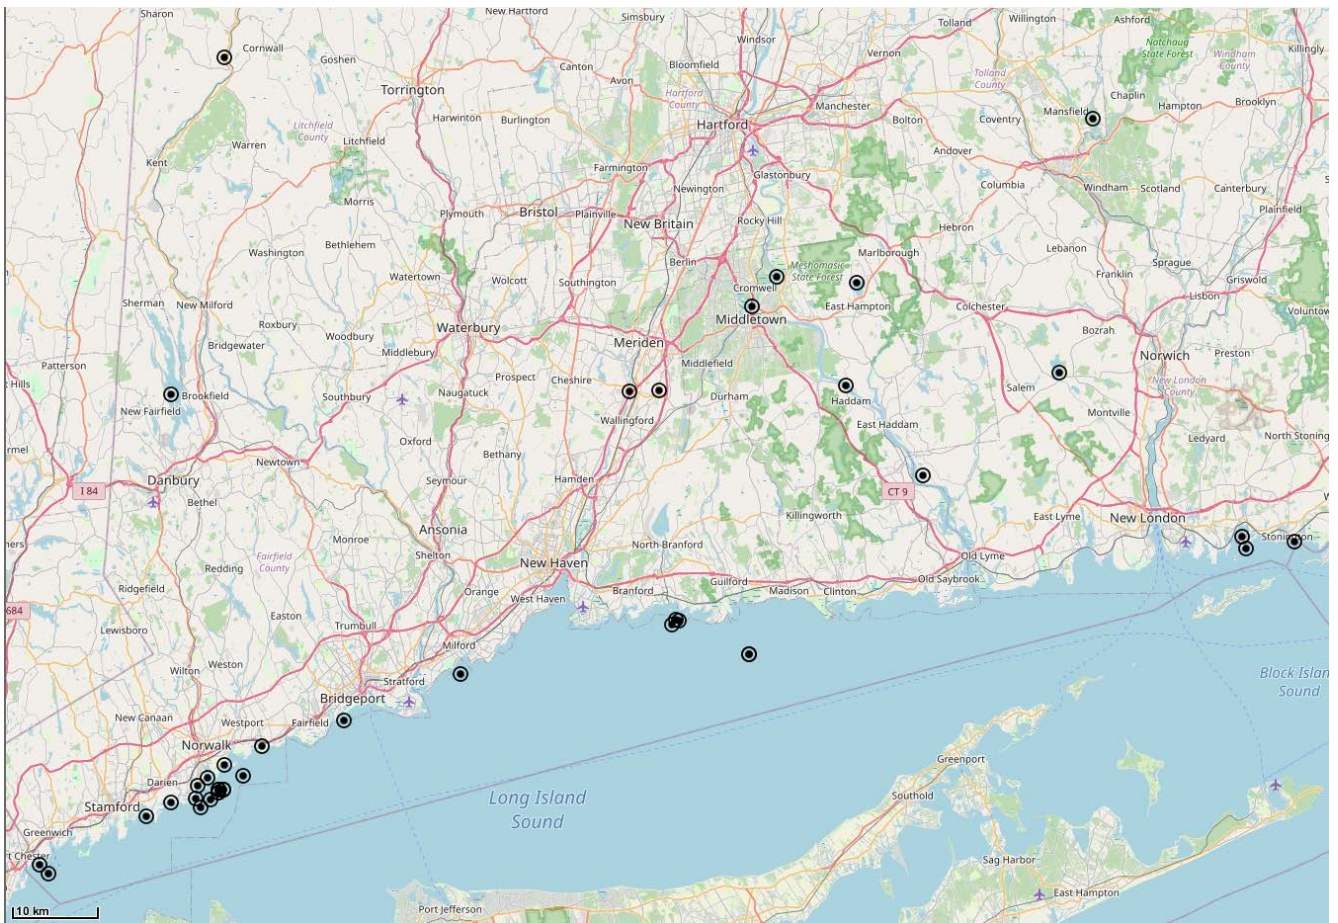 Sharon
New Hartford
Simsbury
Windsor
Tolland
Willington
Ashford
Natchaug
State Forest
Windham
County
Killingly
Cornwall
Goshen
Canton
Avon
Bloomfield
Vernon
Tolland
County
Chaplin
Hampton
Brooklyn
Torrington
Hartford
County
Manchester
Mansfield
Harwinton
Burlington
Hartford
Bolton
Coventry
Litchfield
County
Litchfield
Warren
Kent
Farmington
Glastonbury
Andover
Columbia
Windham
Scotland
Canterbury
Newington
Morris
Plymouth
Bristol
Plainville
New Britain
Rocky Hill
Plainfield
Hebron
Washington
Bethlehem
Berlin
Marlborough
Lebanon
Sprague
Franklin
Watertown
Wolcott
Southington
Meshomasic
State Forest
Griswold
Cromwell
Lisbon
Sherman
New Milford
East Hampton
Colchester
Voluntow
Roxbury
Waterbury
Middletown
Bozrah
Woodbury
Bridgewater
Middlebury
Meriden
Norwich
Preston
Patterson
Middlefield
New London
County
t Hills
Prospect
Cheshire
Salem
Brookfield
Southbury
Naugatuck
Durham
Haddam
Montville
New Fairfield
Wallingford
East Haddam
Ledyard
North Stoning
rmel
Oxford
Bethany
Newtown
Danbury
Seymour
Hamden
I 84
CT 9
Bethel
Killingworth
East Lyme
New London
Ansonia
Monroe
Stonington
ners
Fairfield
County
Shelton
North Branford
New Haven
Old Lyme
Redding
Ridgefield
Orange
West Haven
Branford
Guilford
Madison
Clinton
Old Saybrook
684
Easton
Lewisboro
Trumbull
Milford
Weston
Wilton
Stratford
Block Islan
Sound
Bridgeport
New Canaan
Westport
Fairfield
Norwalk
Greenport
Darien
Long Island
Sound
Southold
Stamford
Greenwich
rt Chester
Sag Harbor
East Hampton
10 km
Port Jefferson